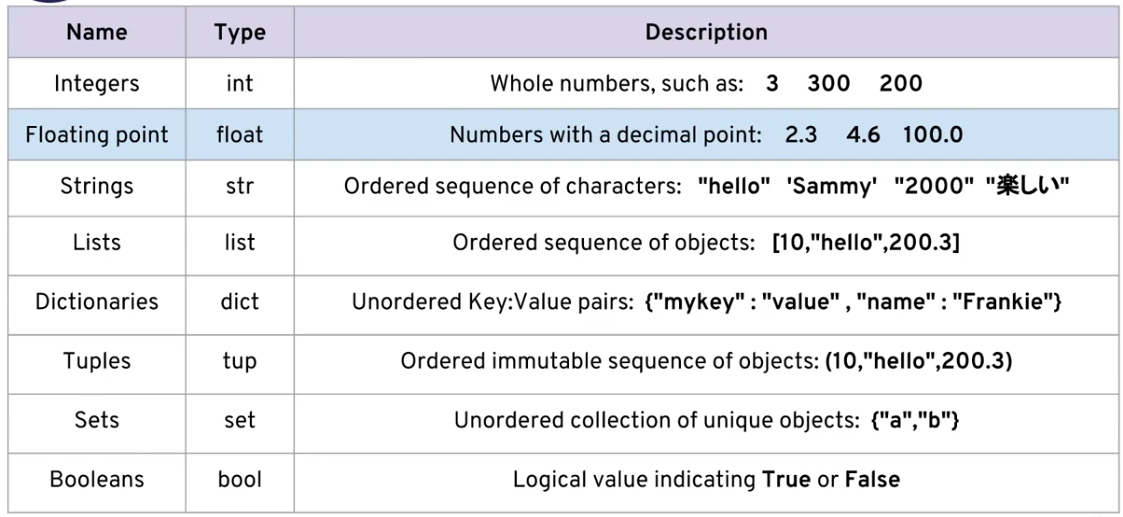 Name Type Description
Integers int Whole numbers, such as: 3 300 200
Floating point float Numbers with a decimal point: 2.3 4.6 100.0
Strings str Ordered sequence of characters: "hello" 'Sammy' "2000" "楽しい"
Lists list Ordered sequence of objects: [10,"hello",200.3]
Dictionaries dict Unordered Key:Value pairs: {"mykey" : "value" , "name" : "Frankie"}
Tuples tup Ordered immutable sequence of objects: (10,"hello",200.3)
Sets set Unordered collection of unique objects: {"a","b"}
Booleans bool Logical value indicating True or False